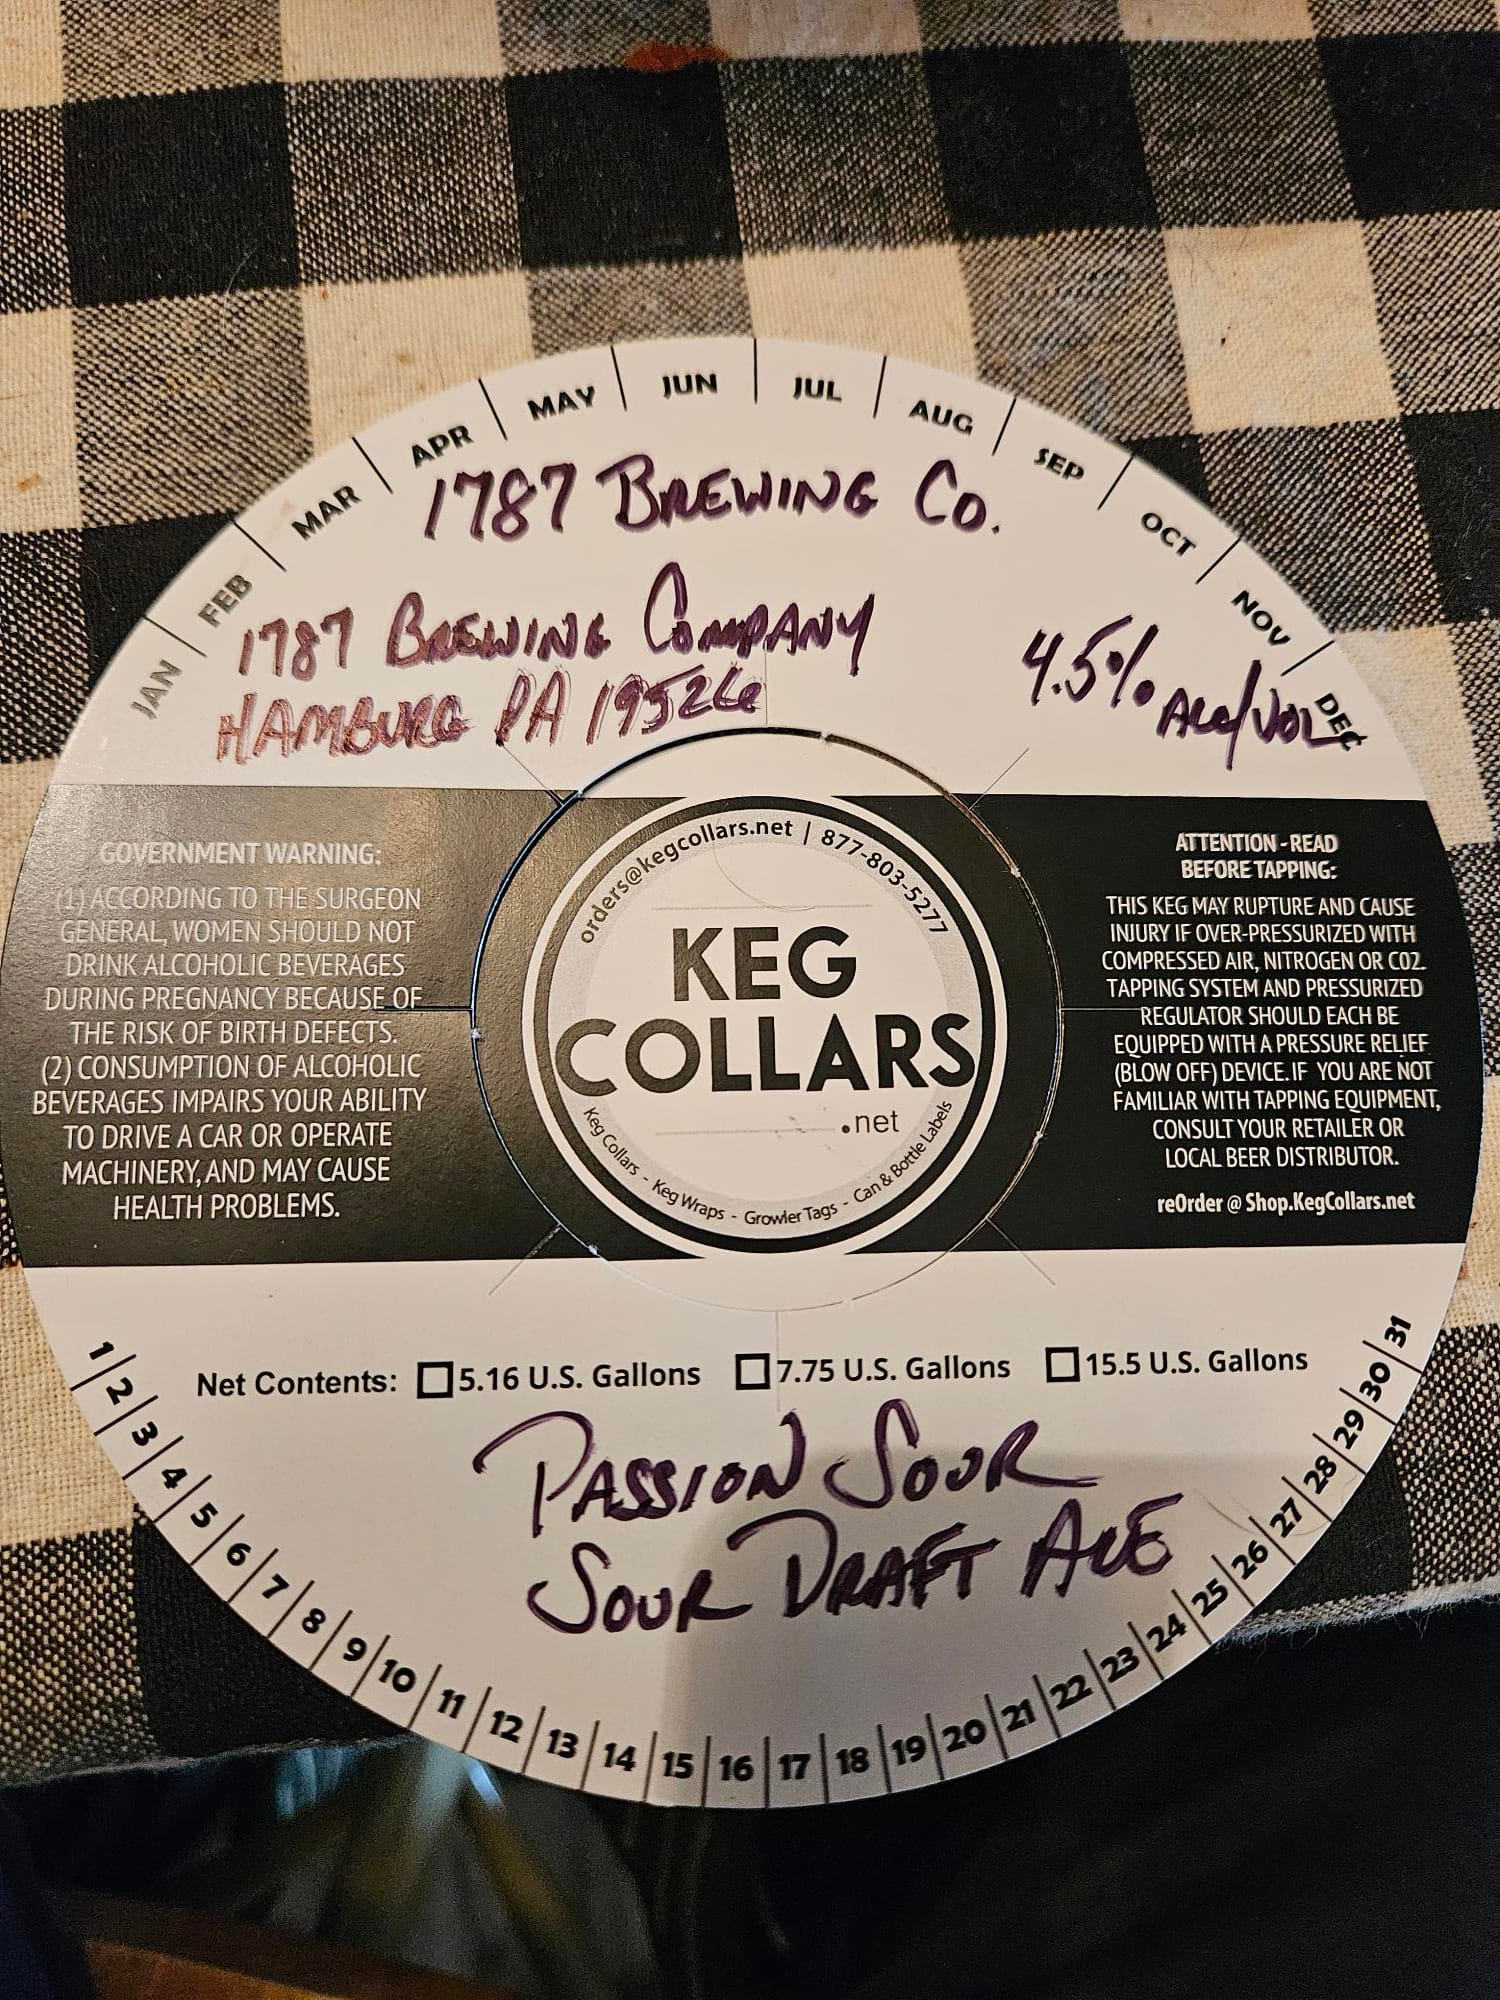 JAN FEB MAR APR MAY JUN JUL AUG SEP OCT NOV DEC
1787 BREWING CO.
1787 BREWING COMPANY
HAMBURG PA 19526
4.5% ALC/VOL
GOVERNMENT WARNING:
(1) ACCORDING TO THE SURGEON
GENERAL, WOMEN SHOULD NOT
DRINK ALCOHOLIC BEVERAGES
DURING PREGNANCY BECAUSE OF
THE RISK OF BIRTH DEFECTS.
(2) CONSUMPTION OF ALCOHOLIC
BEVERAGES IMPAIRS YOUR ABILITY
TO DRIVE A CAR OR OPERATE
MACHINERY, AND MAY CAUSE
HEALTH PROBLEMS.
orders@kegcollars.net | 877-803-5277
KEG
COLLARS
.net
Keg Collars - Keg Wraps - Growler Tags - Can & Bottle Labels
ATTENTION - READ
BEFORE TAPPING:
THIS KEG MAY RUPTURE AND CAUSE
INJURY IF OVER-PRESSURIZED WITH
COMPRESSED AIR, NITROGEN OR CO2.
TAPPING SYSTEM AND PRESSURIZED
REGULATOR SHOULD EACH BE
EQUIPPED WITH A PRESSURE RELIEF
(BLOW OFF) DEVICE. IF YOU ARE NOT
FAMILIAR WITH TAPPING EQUIPMENT,
CONSULT YOUR RETAILER OR
LOCAL BEER DISTRIBUTOR.
reOrder @ Shop.KegCollars.net
Net Contents: 5.16 U.S. Gallons 7.75 U.S. Gallons 15.5 U.S. Gallons
PASSION SOUR
SOUR DRAFT ALE
1 2 3 4 5 6 7 8 9 10 11 12 13 14 15 16 17 18 19 20 21 22 23 24 25 26 27 28 29 30 31